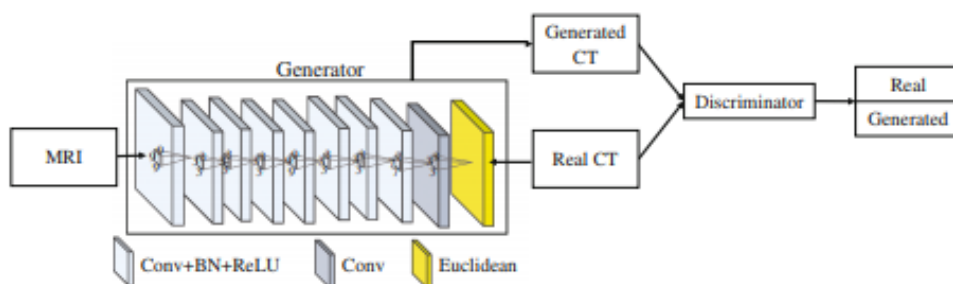 Generated
CT
Generator
MRI
Real CT
Discriminator
Real
Generated
Conv+BN+ReLU
Conv
Euclidean